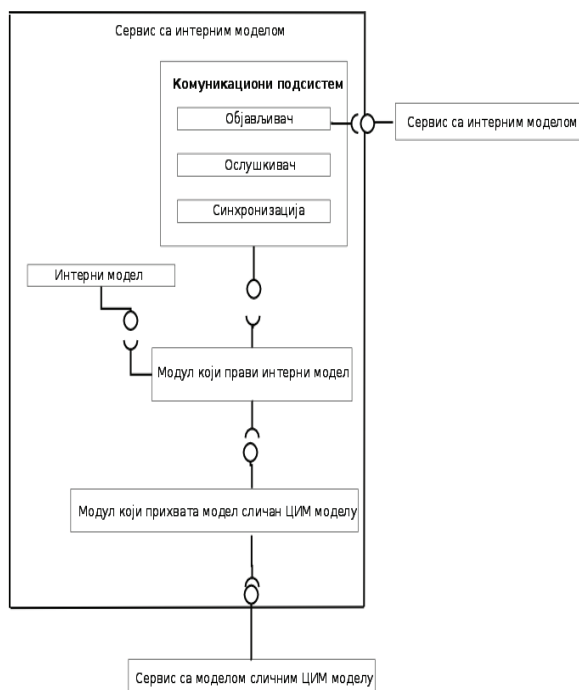 Сервис са интерним моделом
Комуникациони подсистем
Објављивач
Сервис са интерним моделом
Ослушкивач
Синхронизација
Интерни модел
Модул који прави интерни модел
Модул који прихвата модел сличан ЦИМ моделу
Сервис са моделом сличним ЦИМ моделу